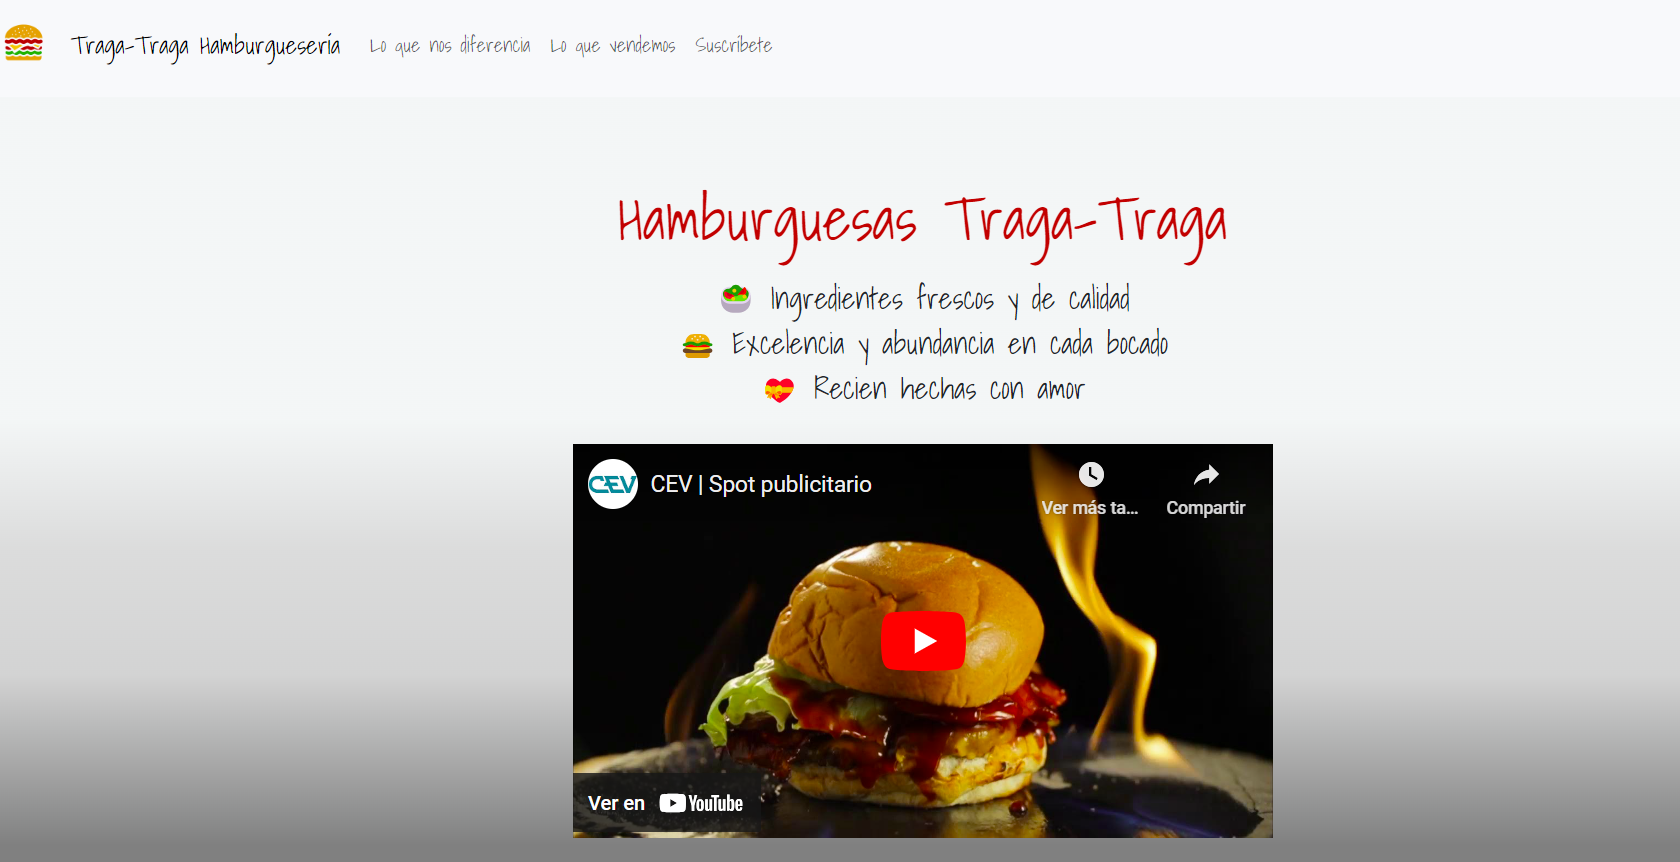 Traga-Traga Hamburguesería Lo que nos diferencia Lo que vendemos Suscríbete
Hamburguesas Traga-Traga
Ingredientes frescos y de calidad
Excelencia y abundancia en cada bocado
Recien hechas con amor
CEV CEV | Spot publicitario
Ver más ta... Compartir
Ver en YouTube